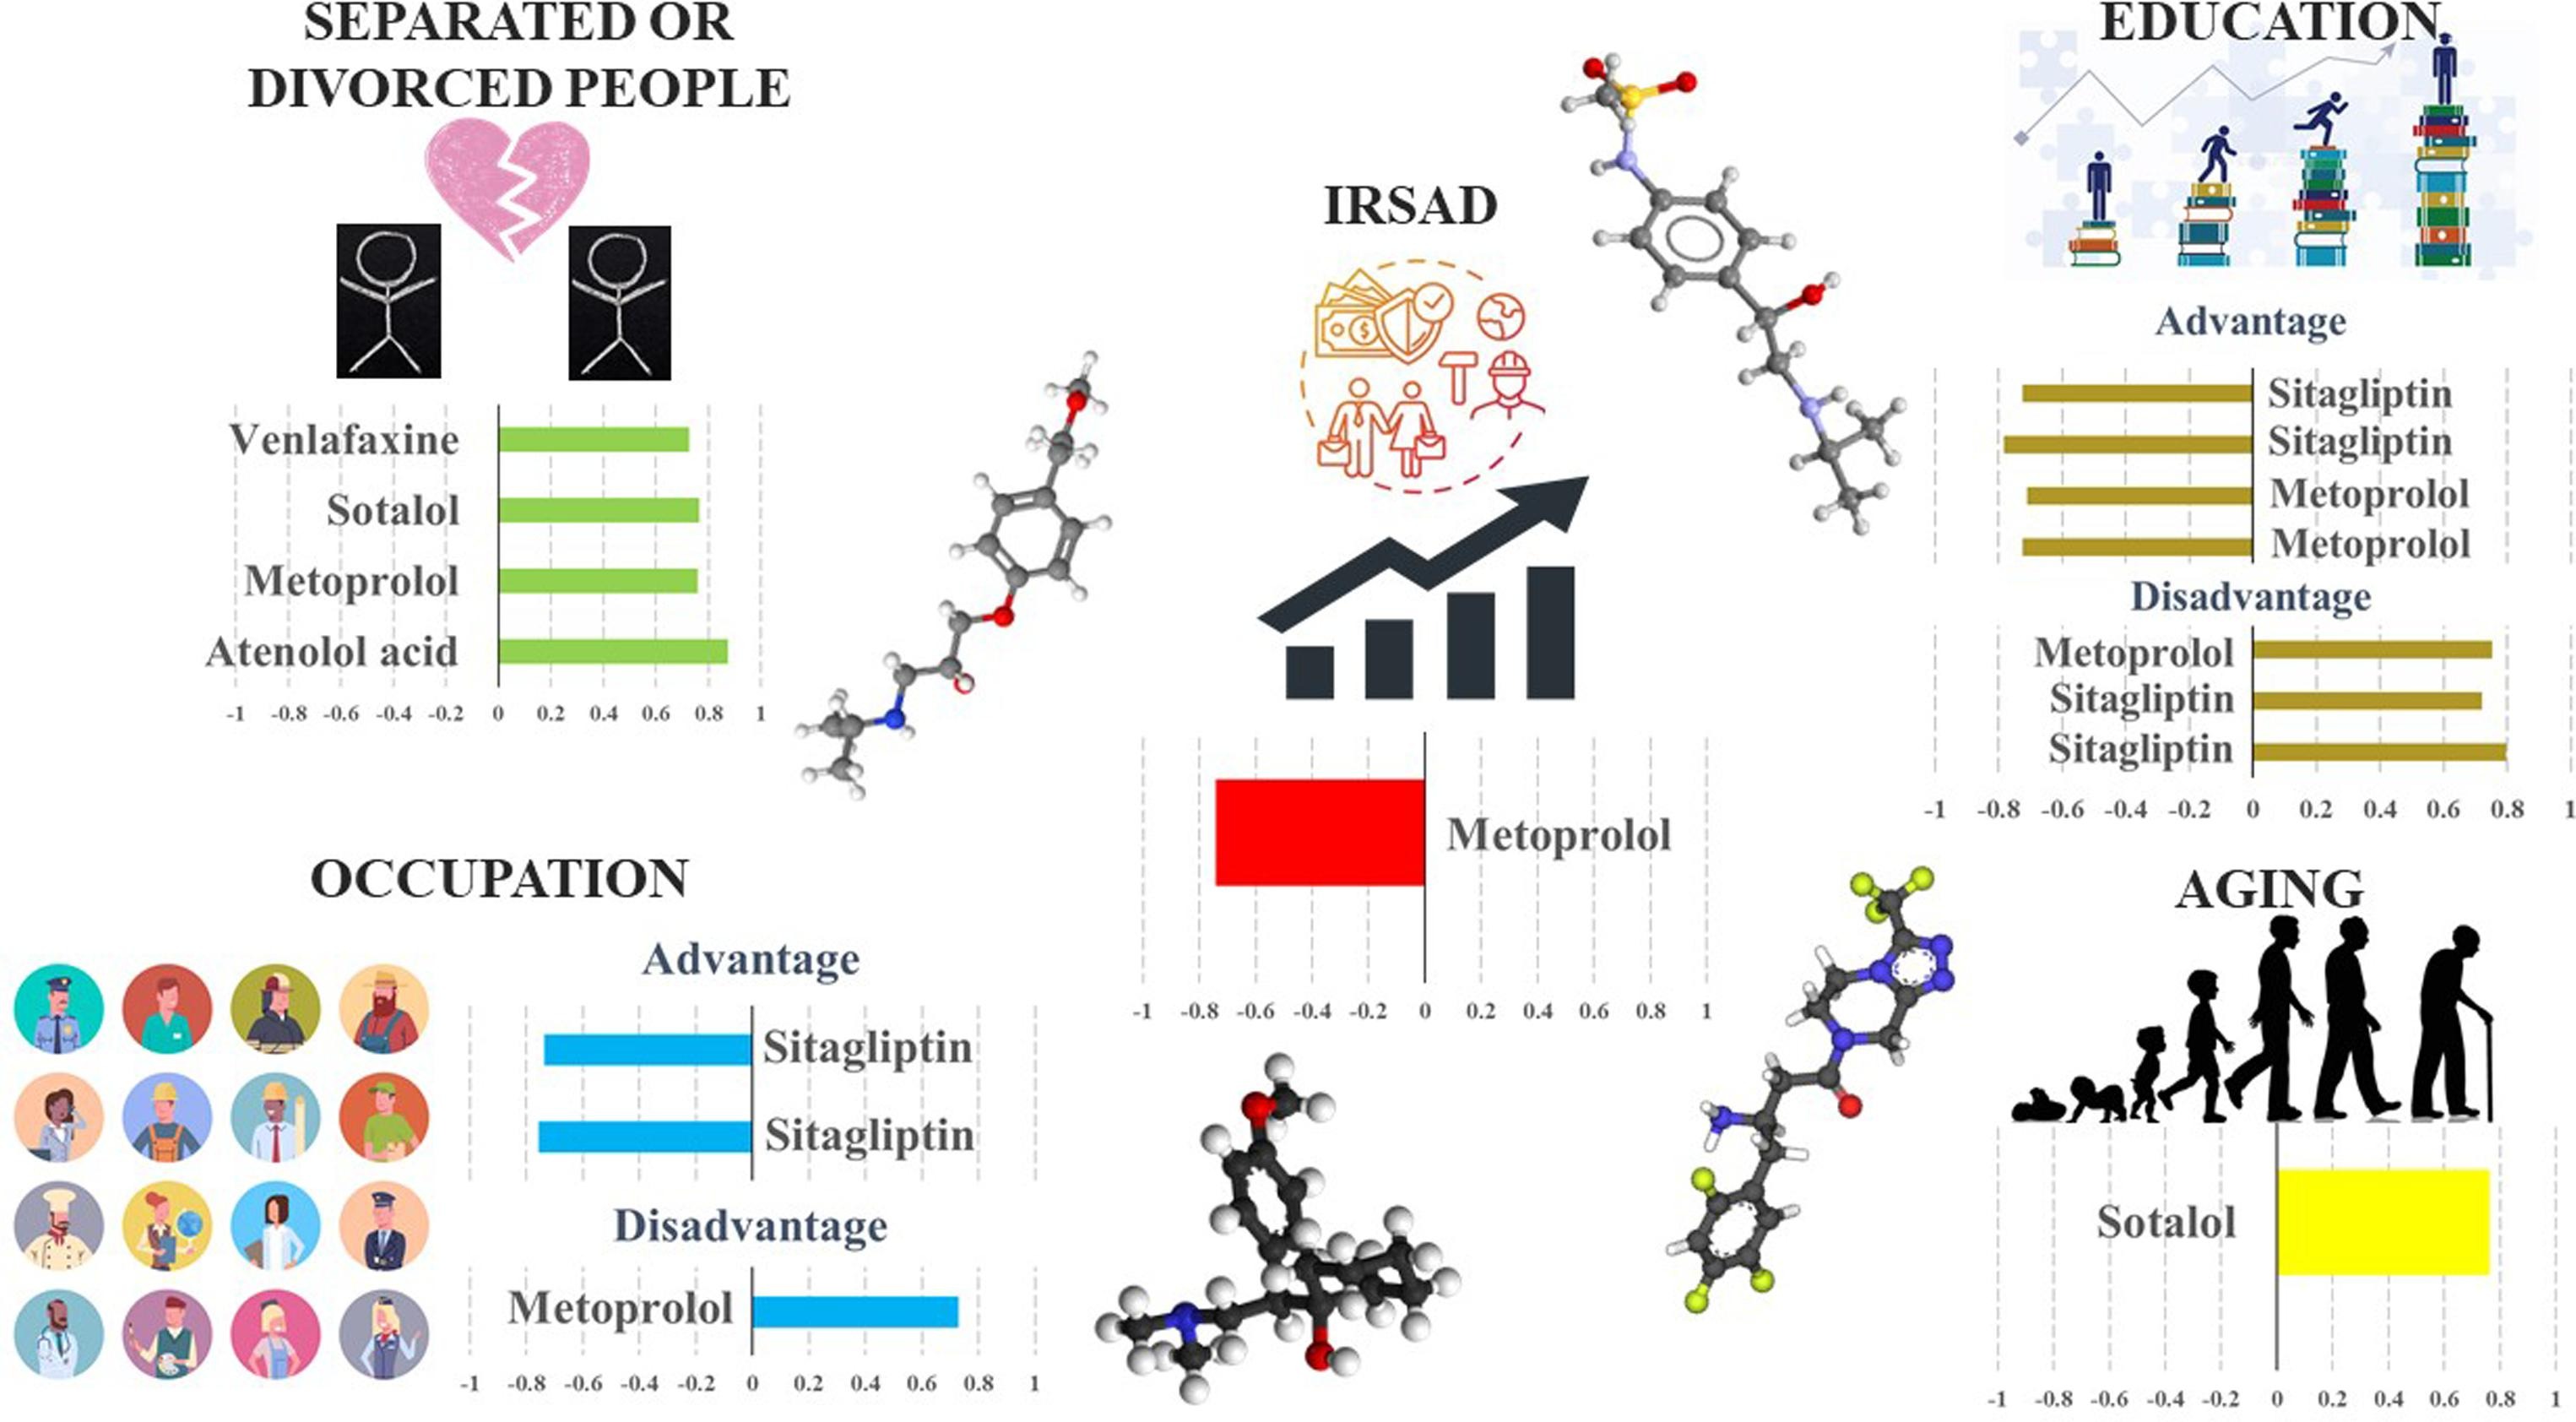 SEPARATED OR
DIVORCED PEOPLE
Venlafaxine
Sotalol
Metoprolol
Atenolol acid
-1 -0.8 -0.6 -0.4 -0.2 0 0.2 0.4 0.6 0.8 1
OCCUPATION
Advantage
Sitagliptin
Sitagliptin
Disadvantage
Metoprolol
-1 -0.8 -0.6 -0.4 -0.2 0 0.2 0.4 0.6 0.8 1
IRSAD
$
Metoprolol
-1 -0.8 -0.6 -0.4 -0.2 0 0.2 0.4 0.6 0.8 1
EDUCATION
Advantage
Sitagliptin
Sitagliptin
Metoprolol
Metoprolol
Disadvantage
Metoprolol
Sitagliptin
Sitagliptin
-1 -0.8 -0.6 -0.4 -0.2 0 0.2 0.4 0.6 0.8 1
AGING
Sotalol
-1 -0.8 -0.6 -0.4 -0.2 0 0.2 0.4 0.6 0.8 1